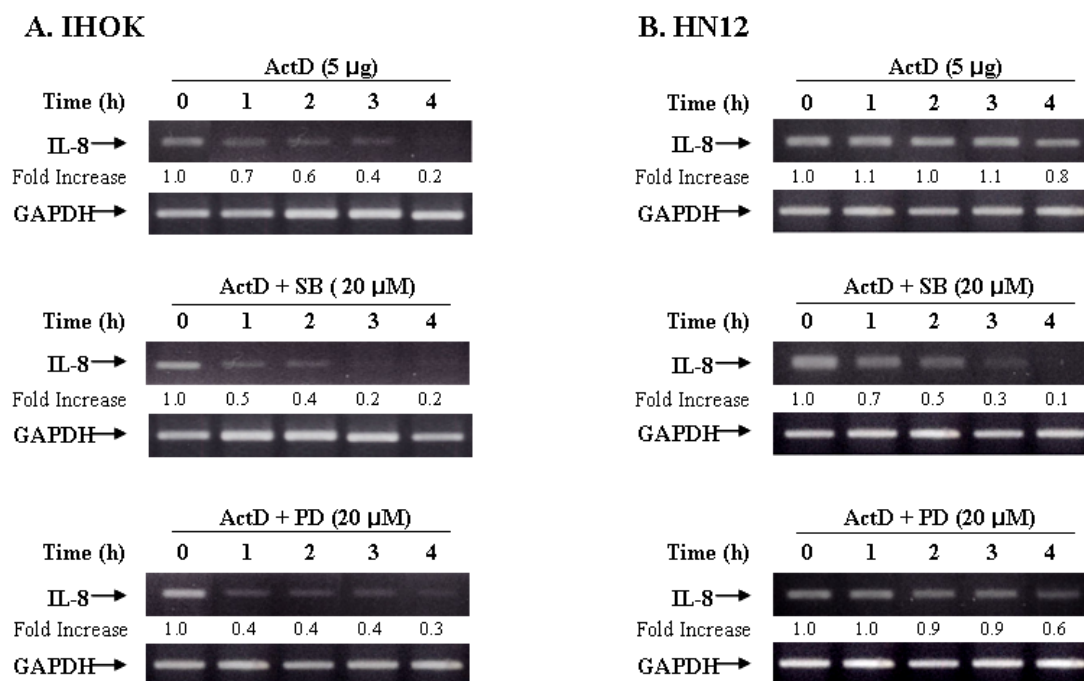 A. IHOK
ActD (5 µg)
Time (h) 0 1 2 3 4
IL-8
Fold Increase 1.0 0.7 0.6 0.4 0.2
GAPDH
ActD + SB ( 20 µM)
Time (h) 0 1 2 3 4
IL-8
Fold Increase 1.0 0.5 0.4 0.2 0.2
GAPDH
ActD + PD (20 µM)
Time (h) 0 1 2 3 4
IL-8
Fold Increase 1.0 0.4 0.4 0.4 0.3
GAPDH
B. HN12
ActD (5 µg)
Time (h) 0 1 2 3 4
IL-8
Fold Increase 1.0 1.1 1.0 1.1 0.8
GAPDH
ActD + SB (20 µM)
Time (h) 0 1 2 3 4
IL-8
Fold Increase 1.0 0.7 0.5 0.3 0.1
GAPDH
ActD + PD (20 µM)
Time (h) 0 1 2 3 4
IL-8
Fold Increase 1.0 1.0 0.9 0.9 0.6
GAPDH